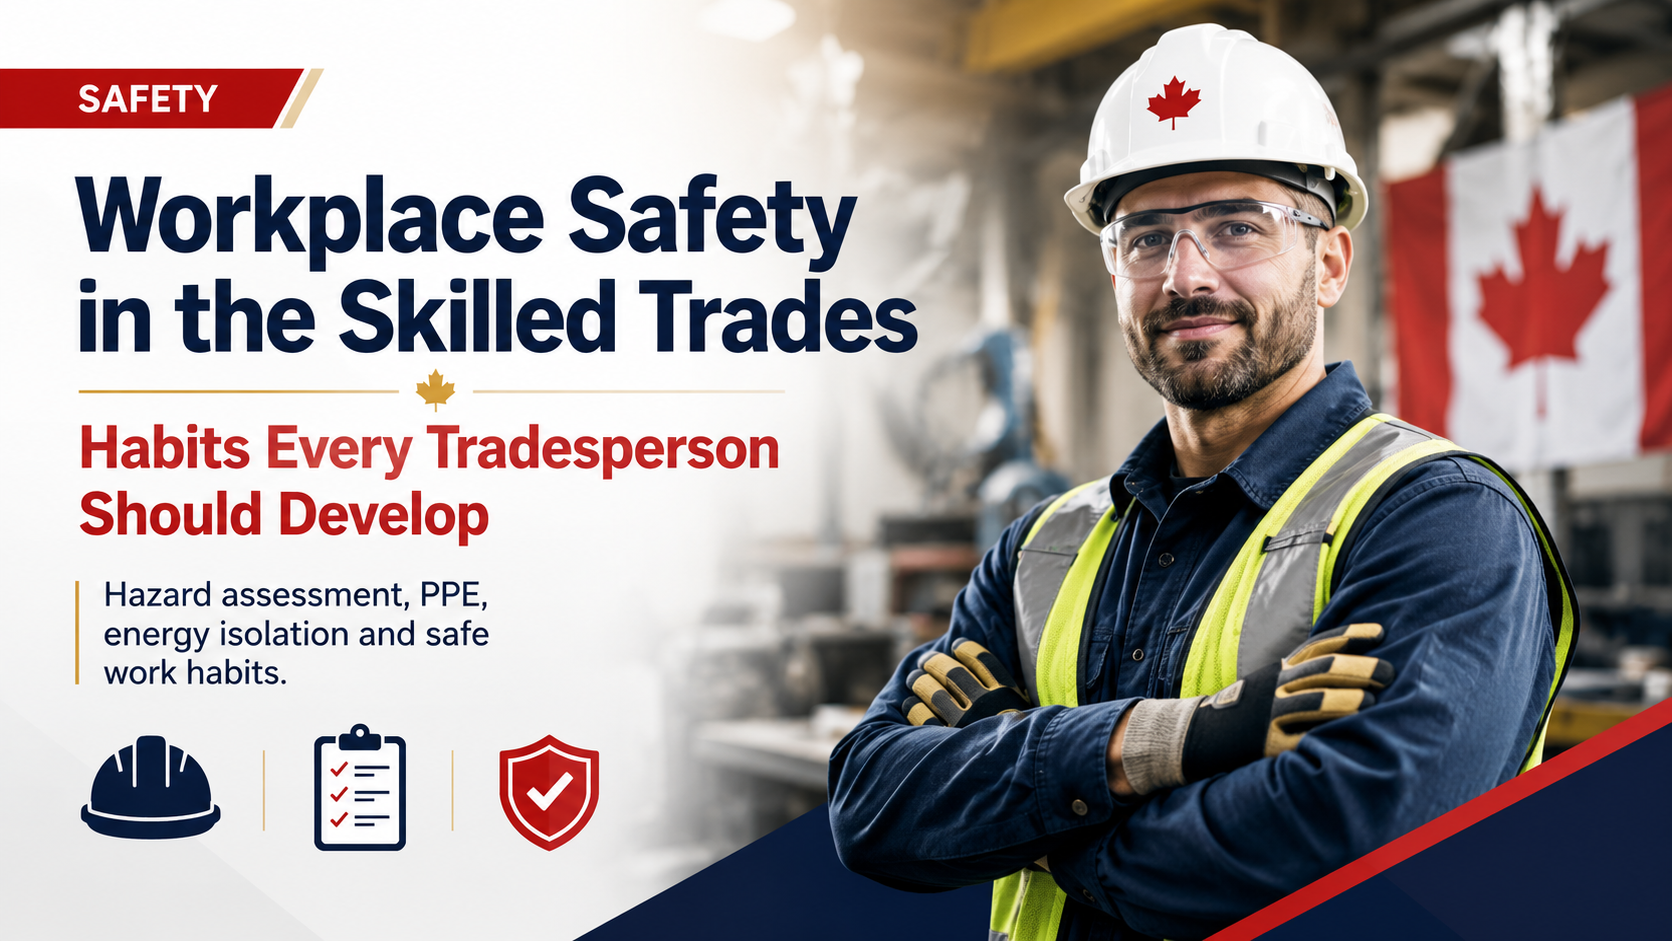 SAFETY
Workplace Safety
in the Skilled Trades
Habits Every Tradesperson
Should Develop
Hazard assessment, PPE,
energy isolation and safe
work habits.